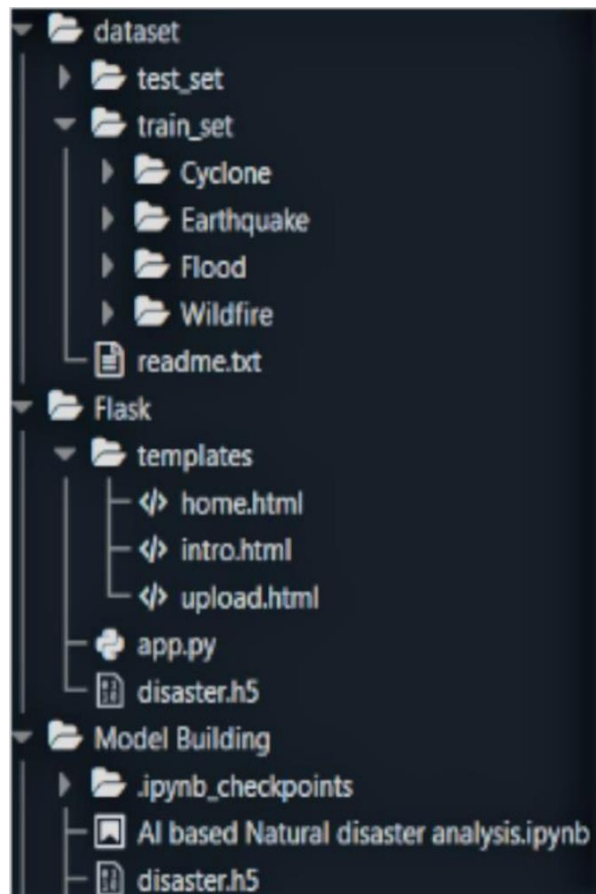 dataset
test_set
train_set
Cyclone
Earthquake
Flood
Wildfire
readme.txt
Flask
templates
home.html
intro.html
upload.html
app.py
disaster.h5
Model Building
.ipynb_checkpoints
AI based Natural disaster analysis.ipynb
disaster.h5